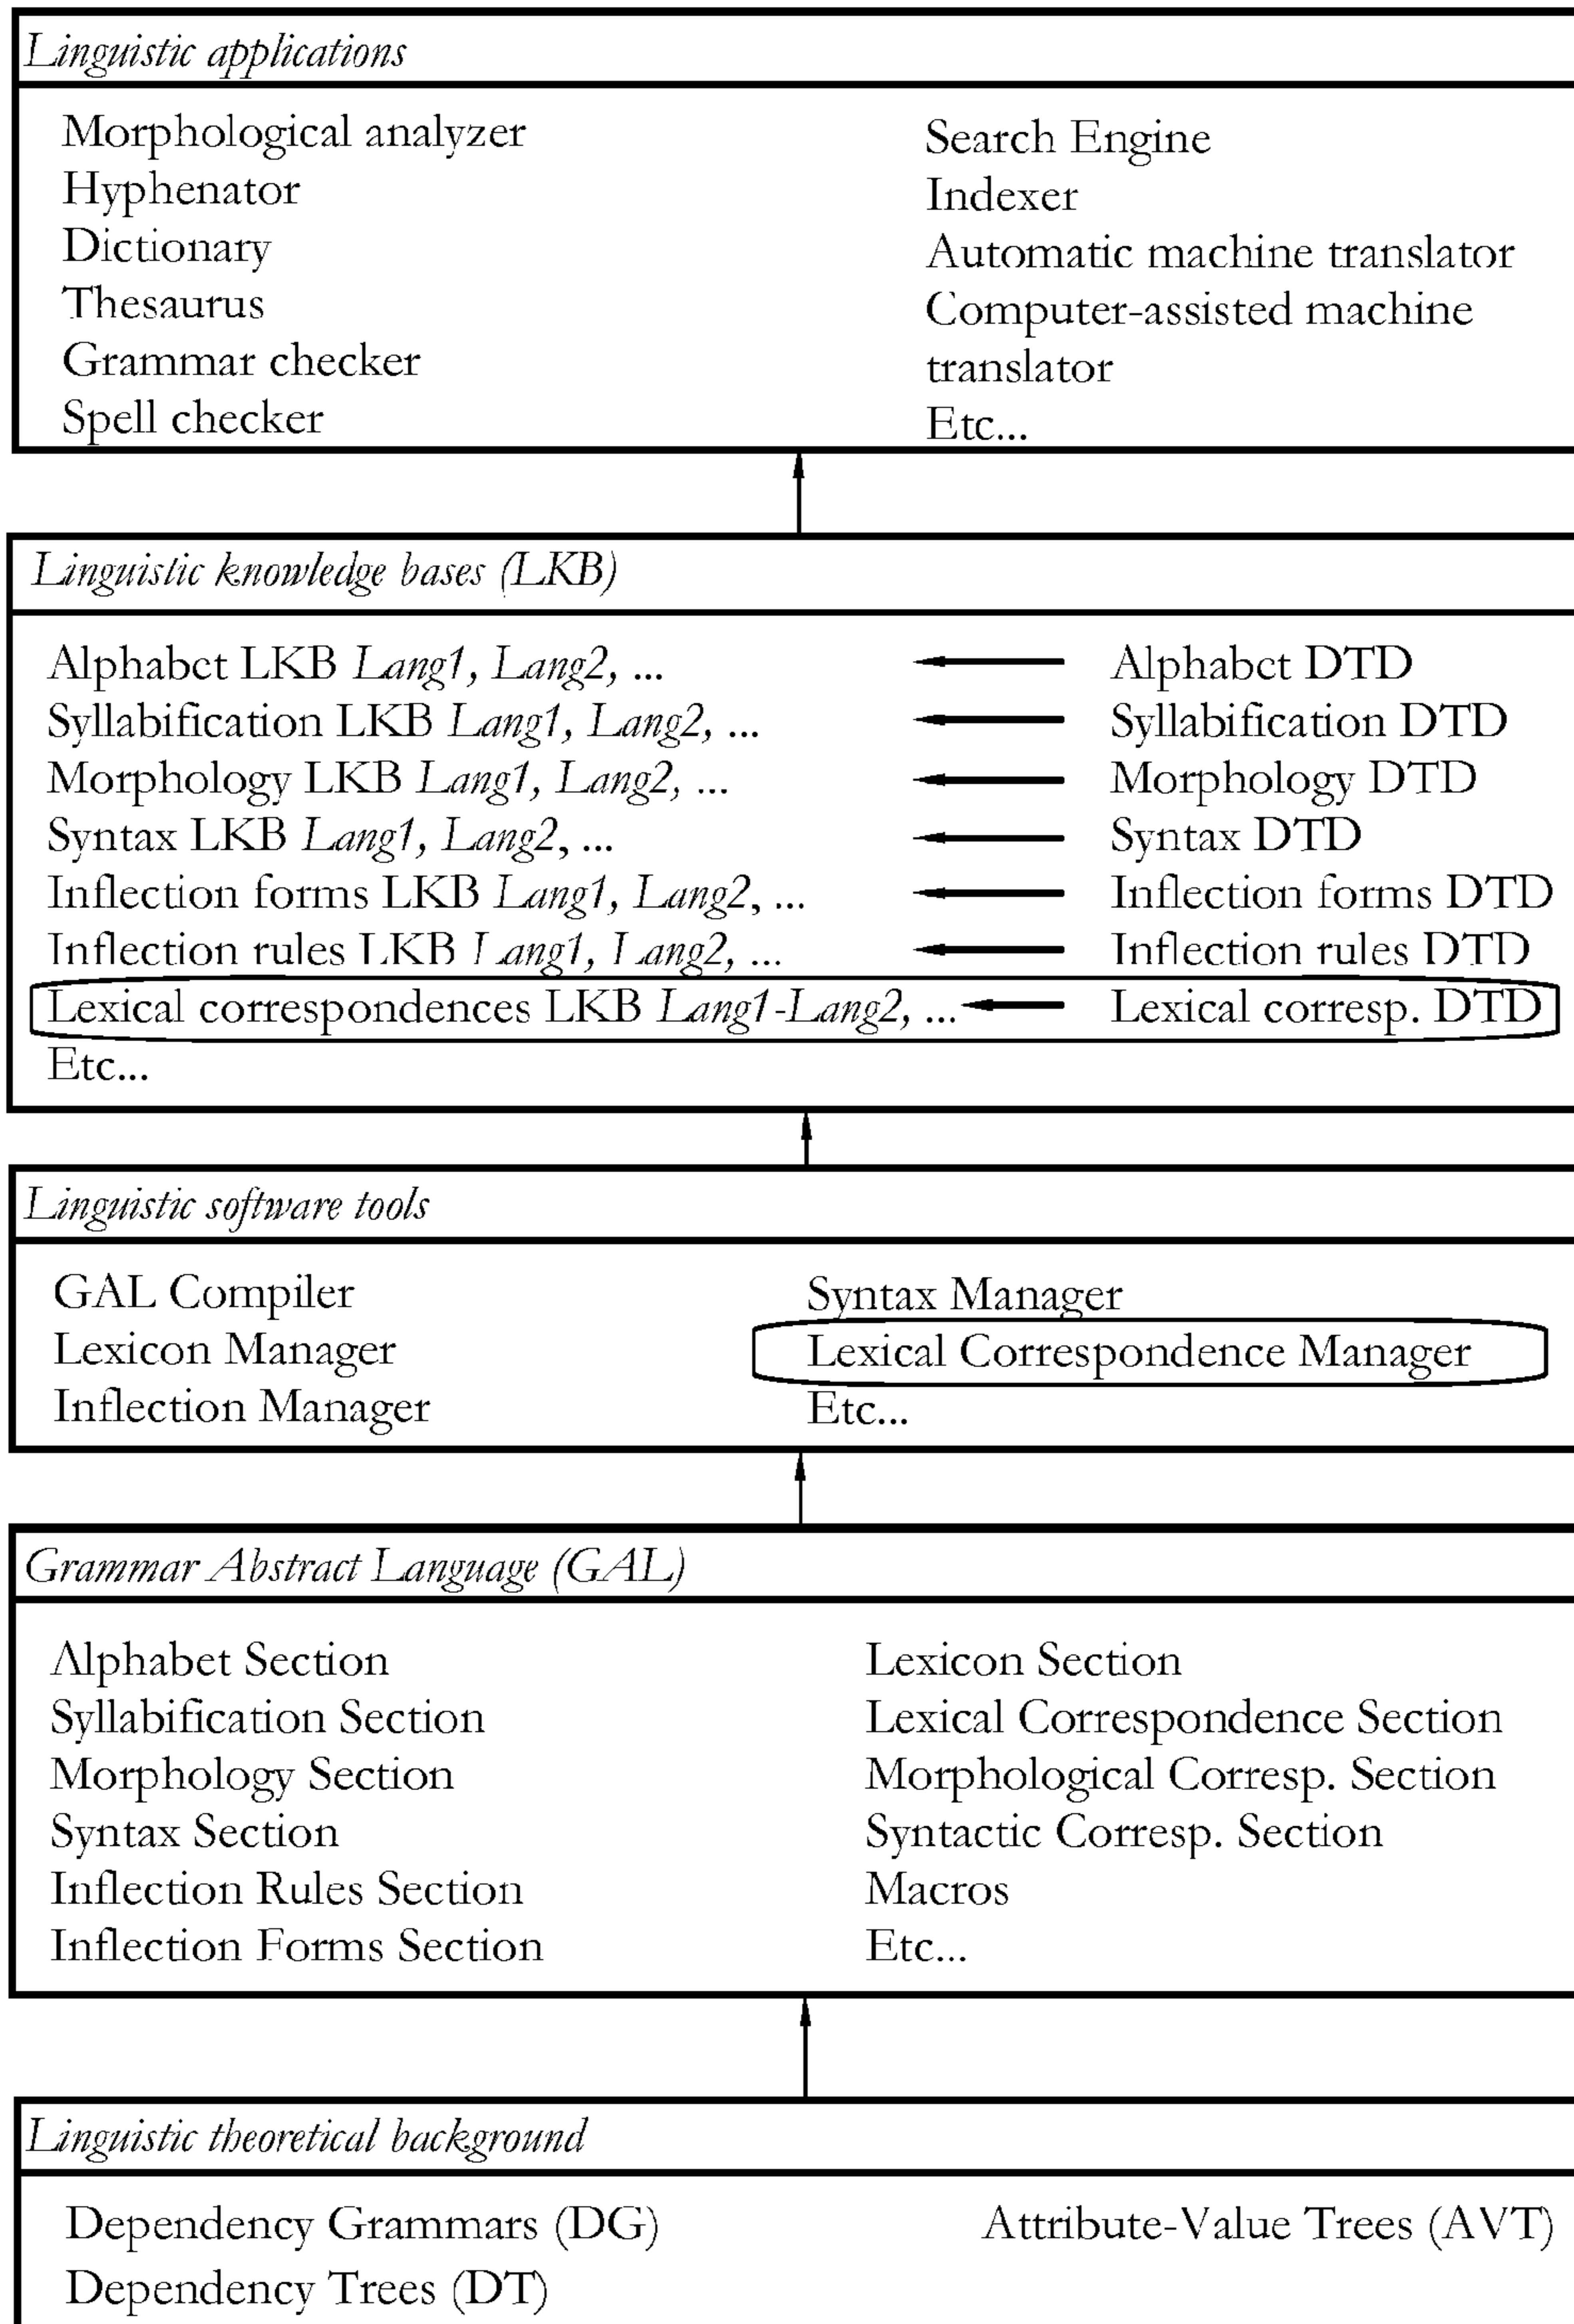 Linguistic applications
Morphological analyzer
Hyphenator
Dictionary
Thesaurus
Grammar checker
Spell checker
Search Engine
Indexer
Automatic machine translator
Computer-assisted machine
translator
Etc...
Linguistic knowledge bases (LKB)
Alphabet LKB Lang1, Lang2, ... Alphabet DTD
Syllabification LKB Lang1, Lang2, ... Syllabification DTD
Morphology LKB Lang1, Lang2, ... Morphology DTD
Syntax LKB Lang1, Lang2, ... Syntax DTD
Inflection forms LKB Lang1, Lang2, ... Inflection forms DTD
Inflection rules LKB Lang1, Lang2, ... Inflection rules DTD
Lexical correspondences LKB Lang1-Lang2, ... Lexical corresp. DTD
Etc...
Linguistic software tools
GAL Compiler
Lexicon Manager
Inflection Manager
Syntax Manager
Lexical Correspondence Manager
Etc...
Grammar Abstract Language (GAL)
Alphabet Section
Syllabification Section
Morphology Section
Syntax Section
Inflection Rules Section
Inflection Forms Section
Lexicon Section
Lexical Correspondence Section
Morphological Corresp. Section
Syntactic Corresp. Section
Macros
Etc...
Linguistic theoretical background
Dependency Grammars (DG)
Dependency Trees (DT)
Attribute-Value Trees (AVT)